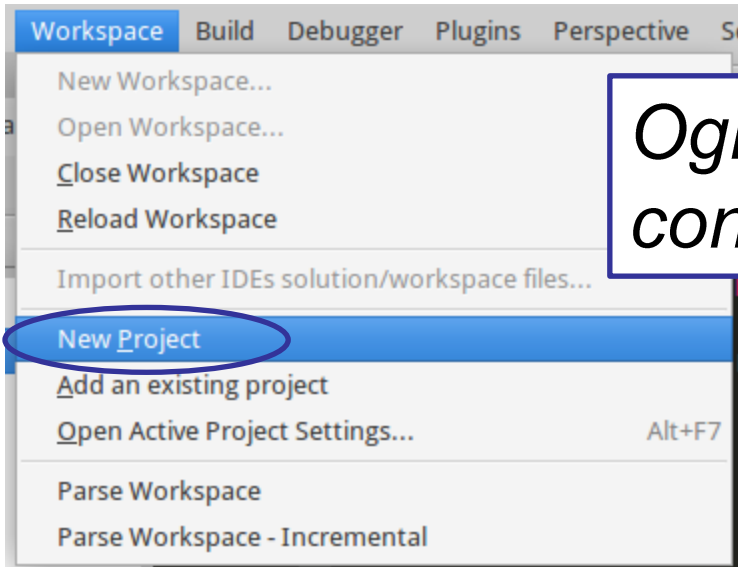 Workspace Build Debugger Plugins Perspective
New Workspace...
Open Workspace...
Close Workspace
Reload Workspace
Import other IDEs solution/workspace files...
New Project
Add an existing project
Open Active Project Settings... Alt+F7
Parse Workspace
Parse Workspace - Incremental